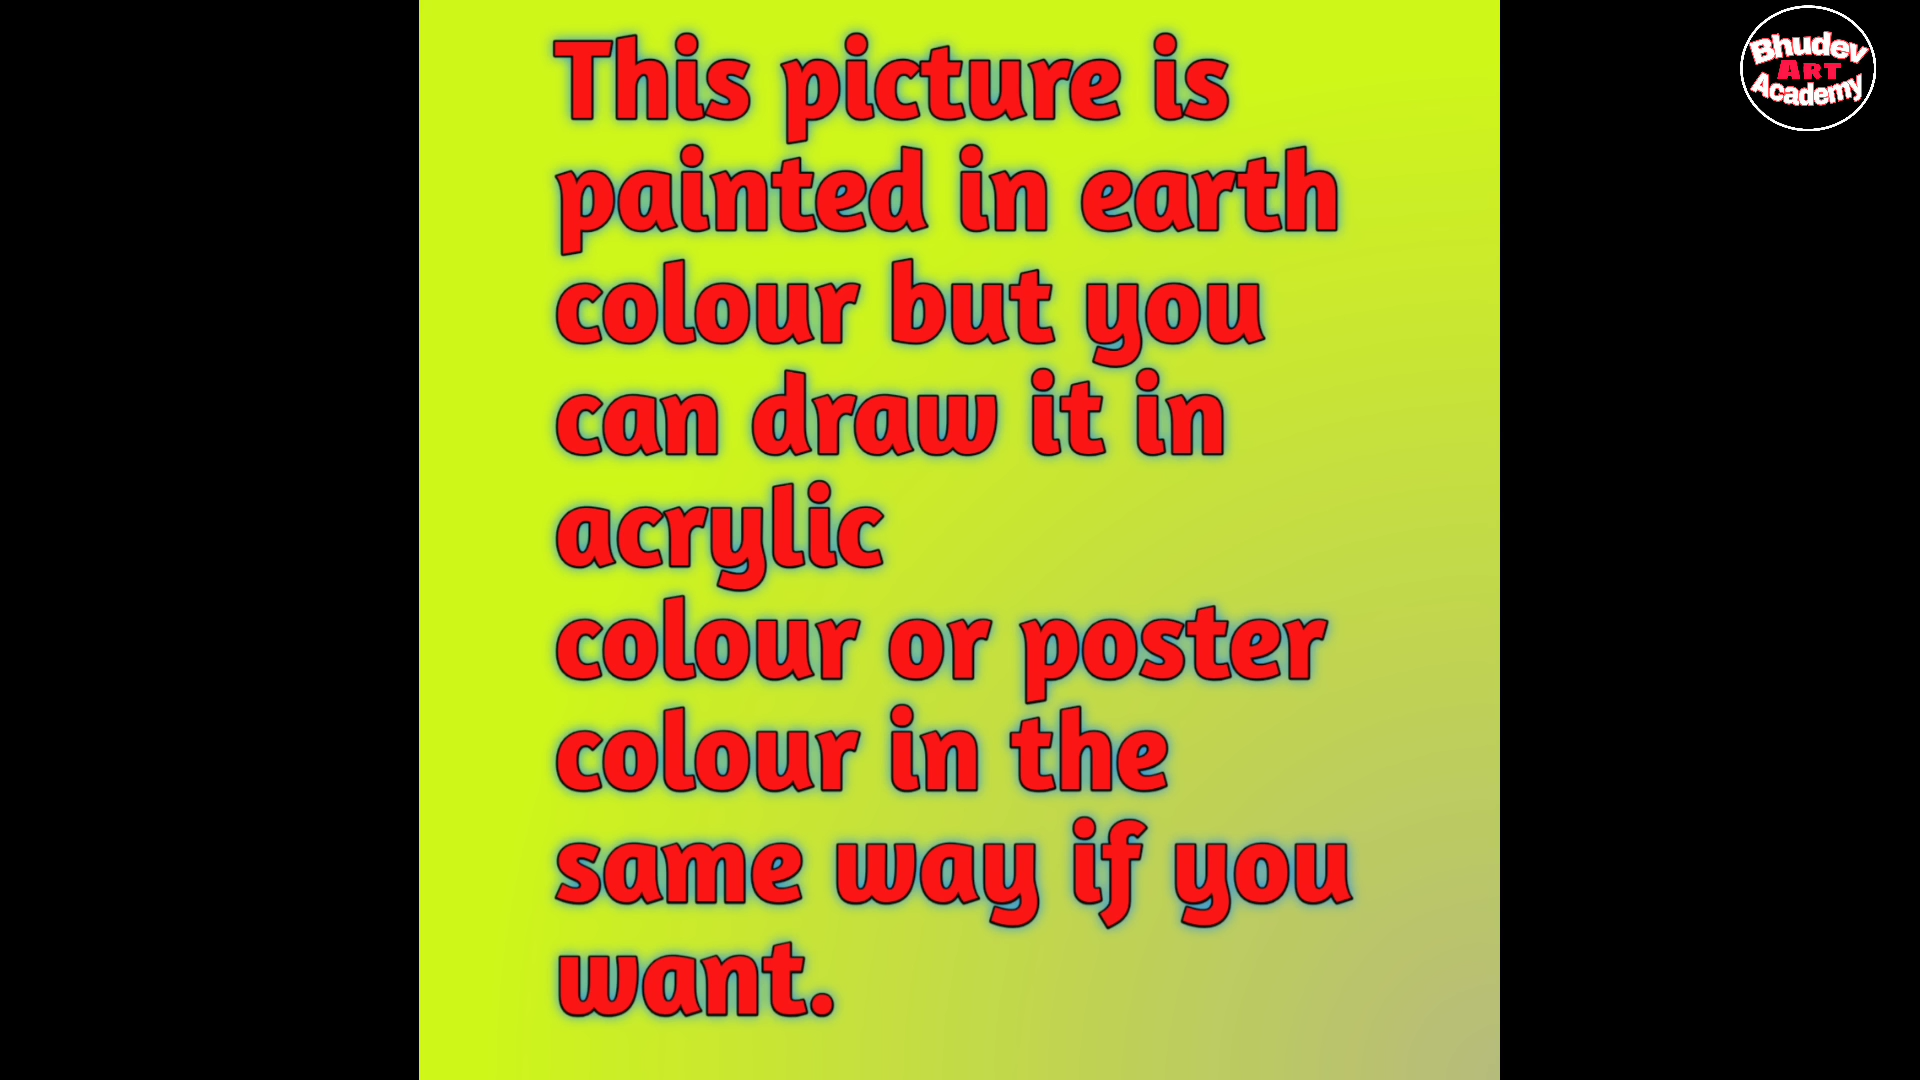 This picture is
painted in earth
colour but you
can draw it in
acrylic
colour or poster
colour in the
same way if you
want.
Bhudev
ART
Academy